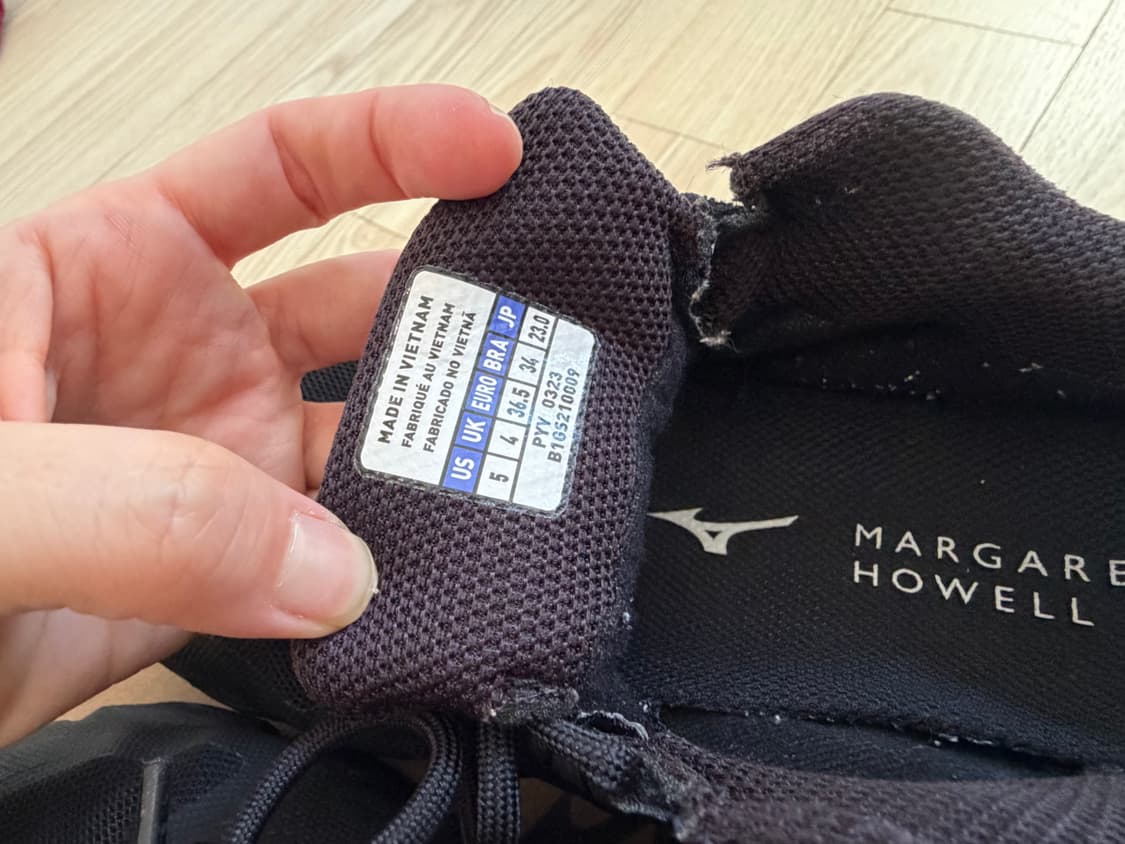 MADE IN VIETNAM
FABRIQUÉ AU VIETNAM
FABRICADO NO VIETNÃ
US UK EURO BRA JP
5 4 36.5 34 23.0
PYV 0323
B1GS210009
MARGARE
HOWELL